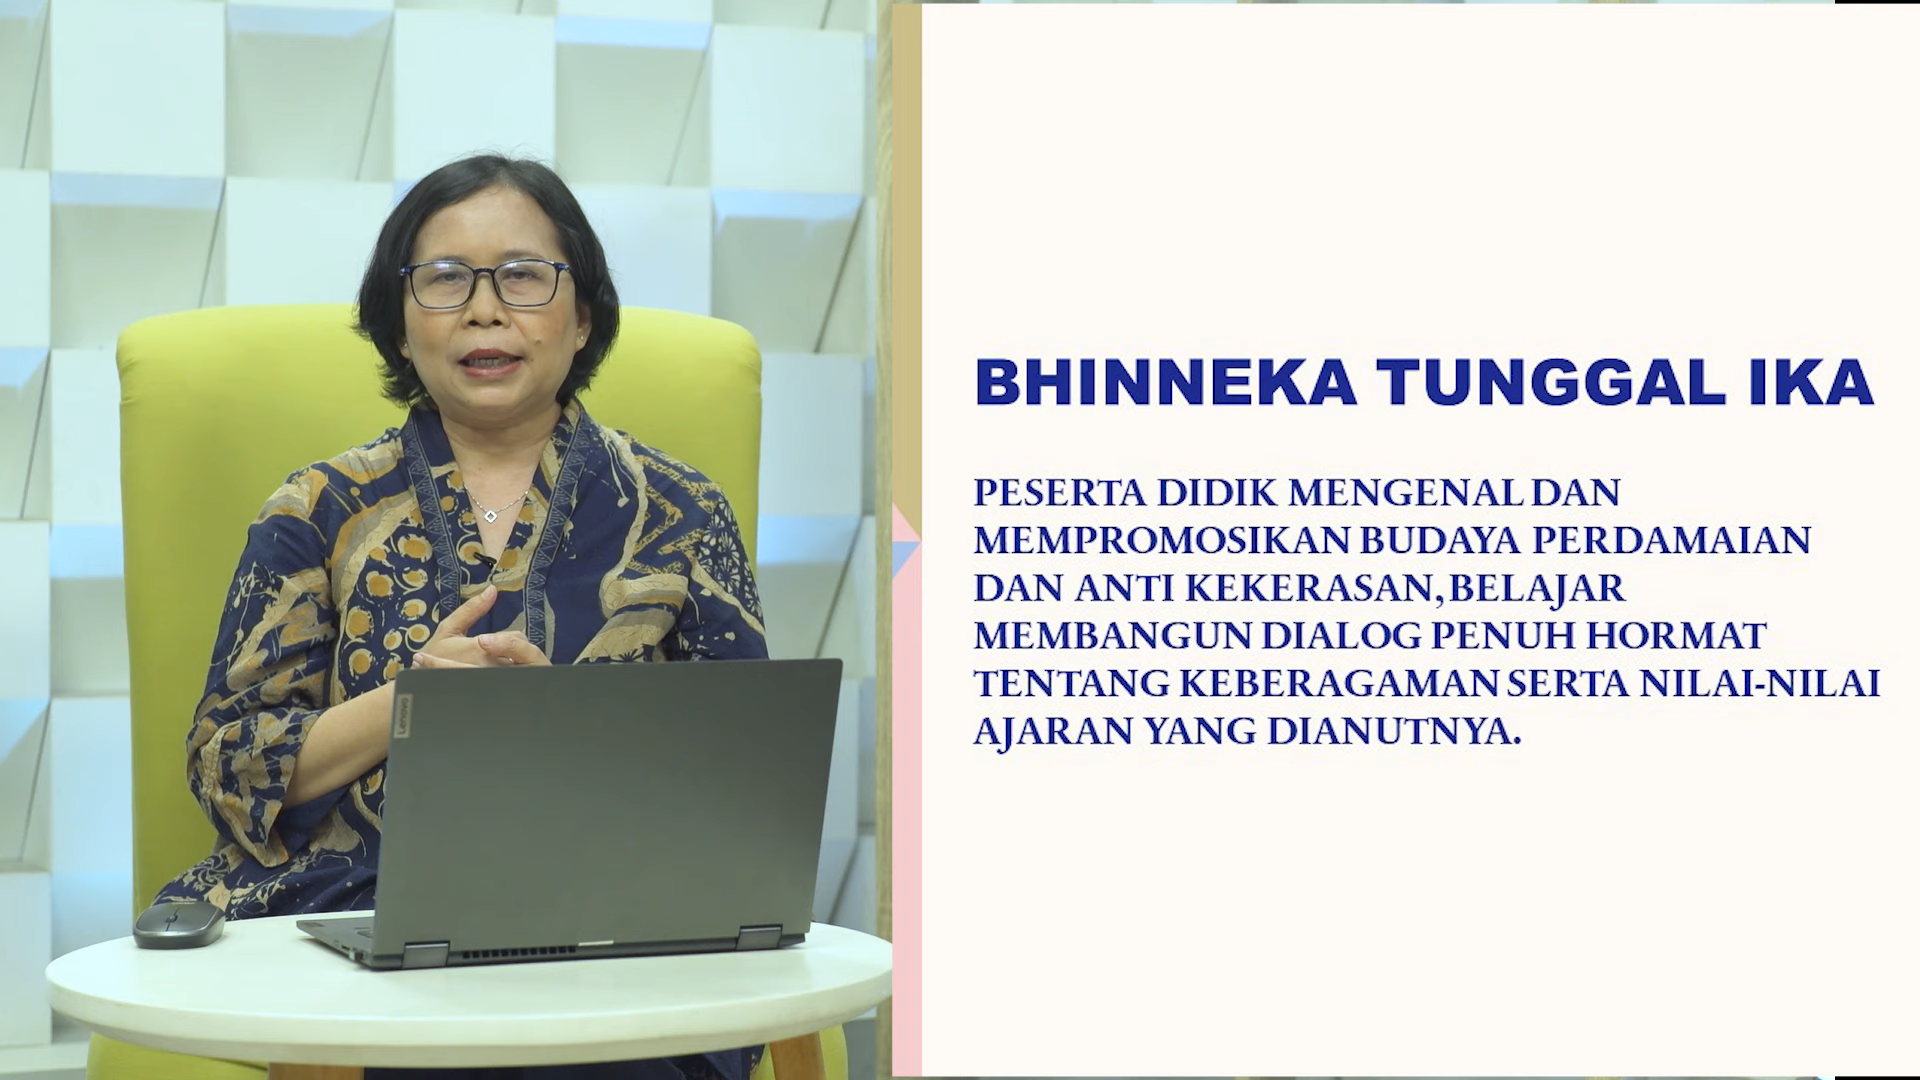 BHINNEKA TUNGGAL IKA
PESERTA DIDIK MENGENAL DAN
MEMPROMOSIKAN BUDAYA PERDAMAIAN
DAN ANTI KEKERASAN, BELAJAR
MEMBANGUN DIALOG PENUH HORMAT
TENTANG KEBERAGAMAN SERTA NILAI-NILAI
AJARAN YANG DIANUTNYA.
Lenovo